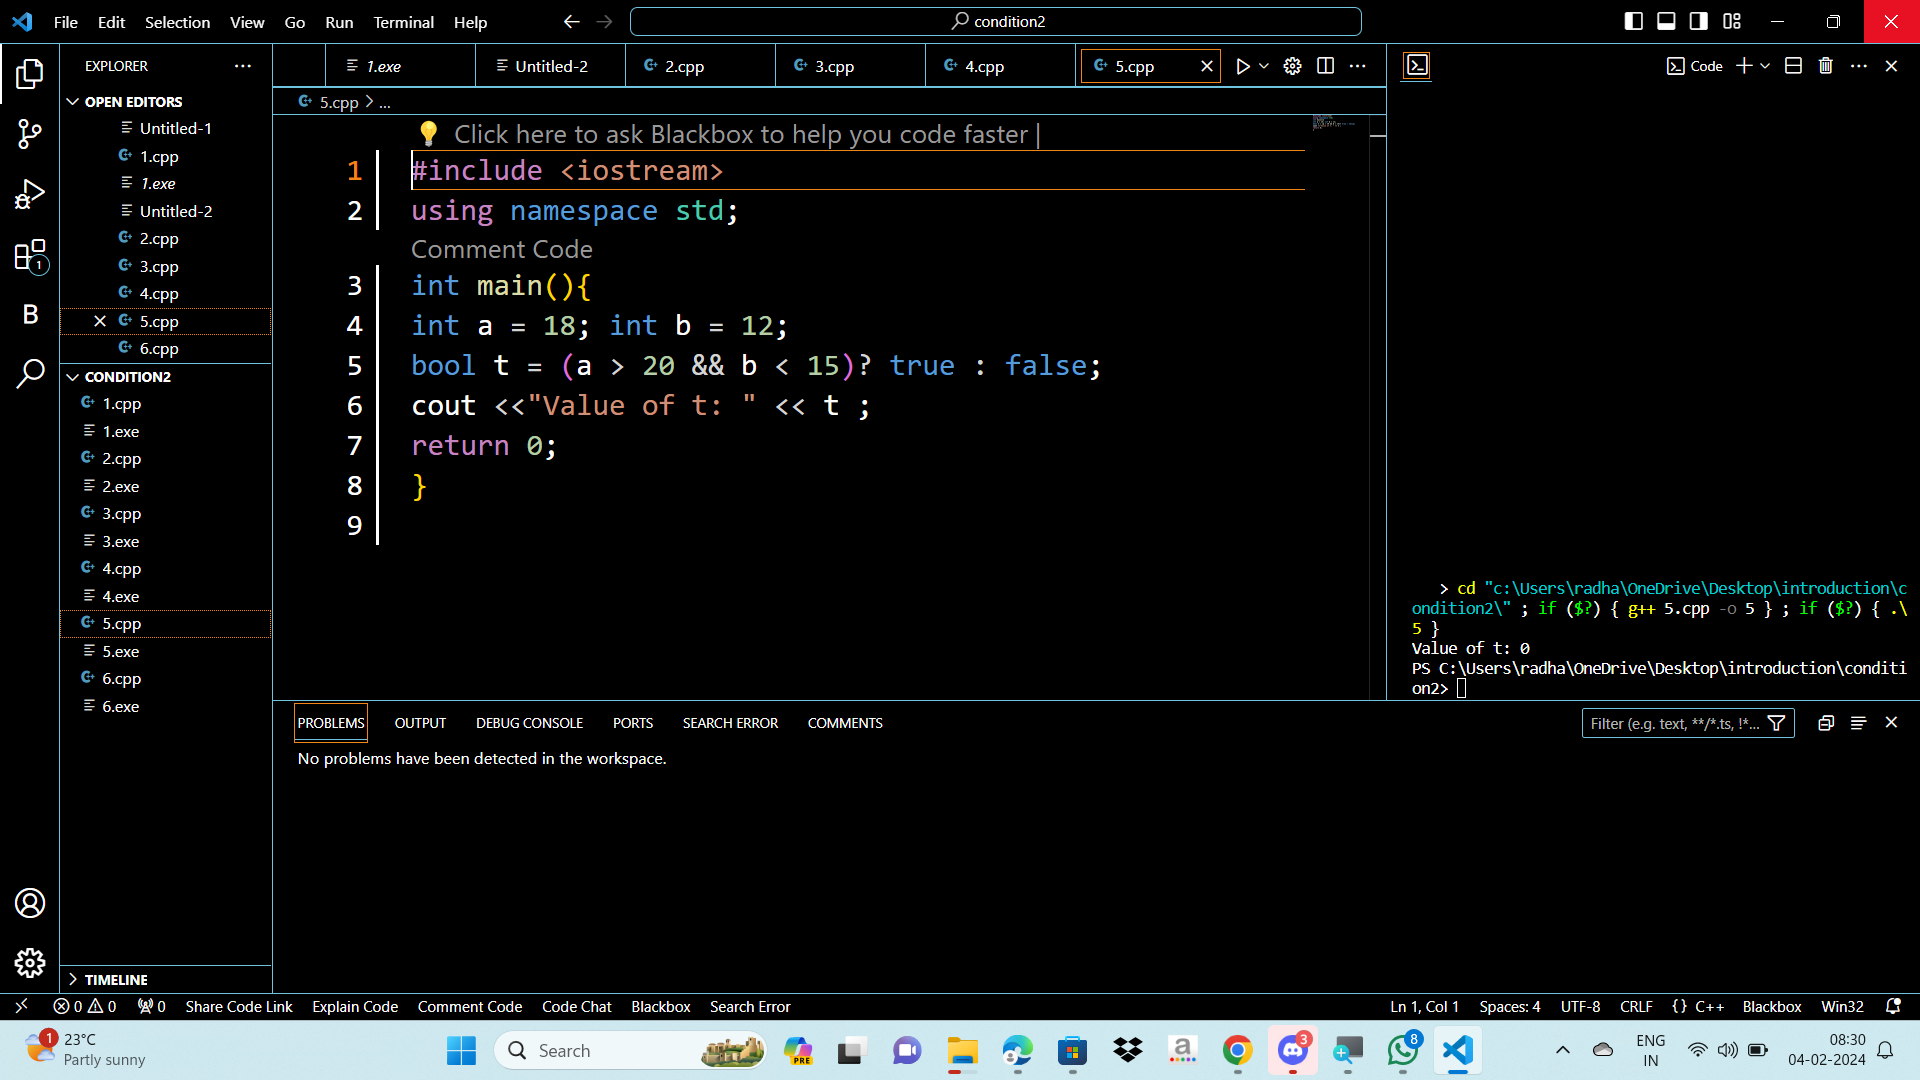 File Edit Selection View Go Run Terminal Help
condition2
EXPLORER
OPEN EDITORS
Untitled-1
1.cpp
1.exe
Untitled-2
2.cpp
3.cpp
4.cpp
5.cpp
6.cpp
CONDITION2
1.cpp
1.exe
2.cpp
2.exe
3.cpp
3.exe
4.cpp
4.exe
5.cpp
5.exe
6.cpp
6.exe
TIMELINE
1
B
1.exe Untitled-2 2.cpp 3.cpp 4.cpp 5.cpp
5.cpp > ...
Click here to ask Blackbox to help you code faster |
1 #include <iostream>
2 using namespace std;
Comment Code
3 int main(){
4 int a = 18; int b = 12;
5 bool t = (a > 20 && b < 15)? true : false;
6 cout <<"Value of t: " << t ;
7 return 0;
8 }
9
Code
> cd "c:\Users\radha\OneDrive\Desktop\introduction\c
ondition2\" ; if ($?) { g++ 5.cpp -o 5 } ; if ($?) { .\
5 }
Value of t: 0
PS C:\Users\radha\OneDrive\Desktop\introduction\conditi
on2>
PROBLEMS OUTPUT DEBUG CONSOLE PORTS SEARCH ERROR COMMENTS
Filter (e.g. text, **/*.ts, !*...
No problems have been detected in the workspace.
0 0 0 Share Code Link Explain Code Comment Code Code Chat Blackbox Search Error
Ln 1, Col 1 Spaces: 4 UTF-8 CRLF {} C++ Blackbox Win32
1
23°C
Partly sunny
Search
PRE
a
3
8
ENG
IN
08:30
04-02-2024